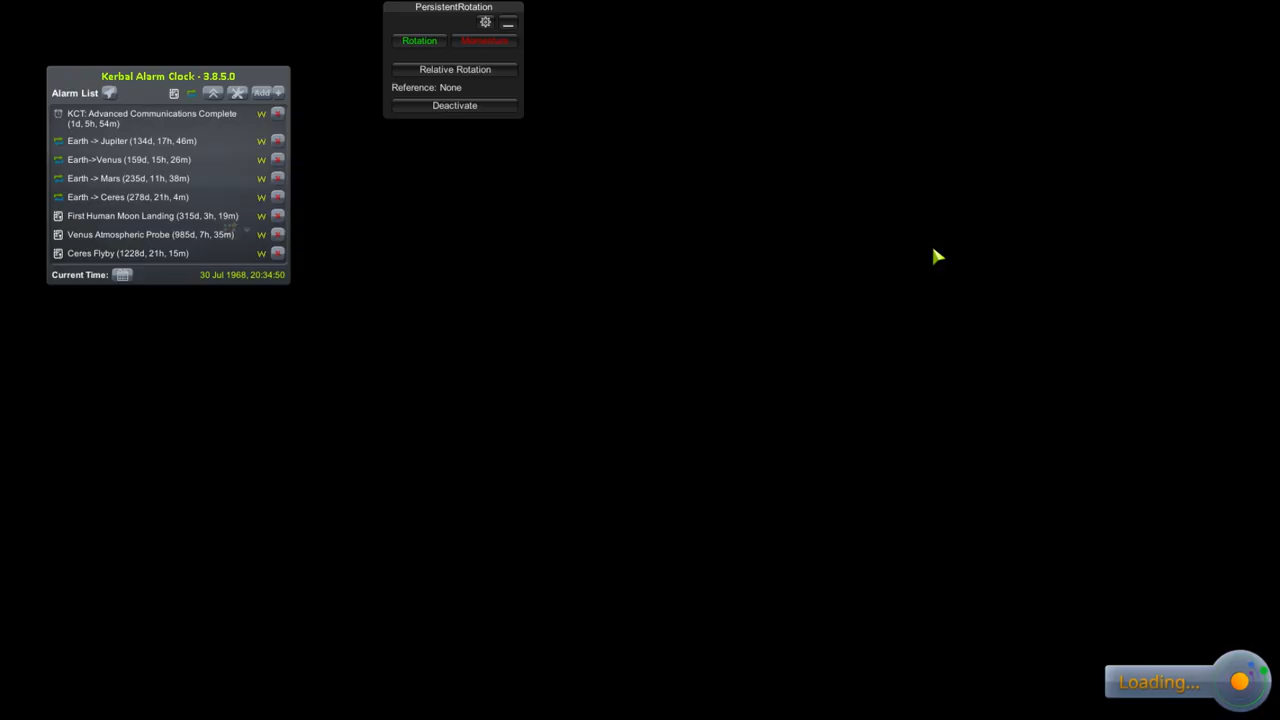 PersistentRotation
Rotation Momentum
Relative Rotation
Reference: None
Deactivate
Kerbal Alarm Clock - 3.8.5.0
Alarm List Add +
KCT: Advanced Communications Complete
(1d, 5h, 54m) W
Earth -> Jupiter (134d, 17h, 46m) W
Earth->Venus (159d, 15h, 26m) W
Earth -> Mars (235d, 11h, 38m) W
Earth -> Ceres (278d, 21h, 4m) W
First Human Moon Landing (315d, 3h, 19m) W
Venus Atmospheric Probe (985d, 7h, 35m) W
Ceres Flyby (1228d, 21h, 15m) W
Current Time: 30 Jul 1968, 20:34:50
Loading...